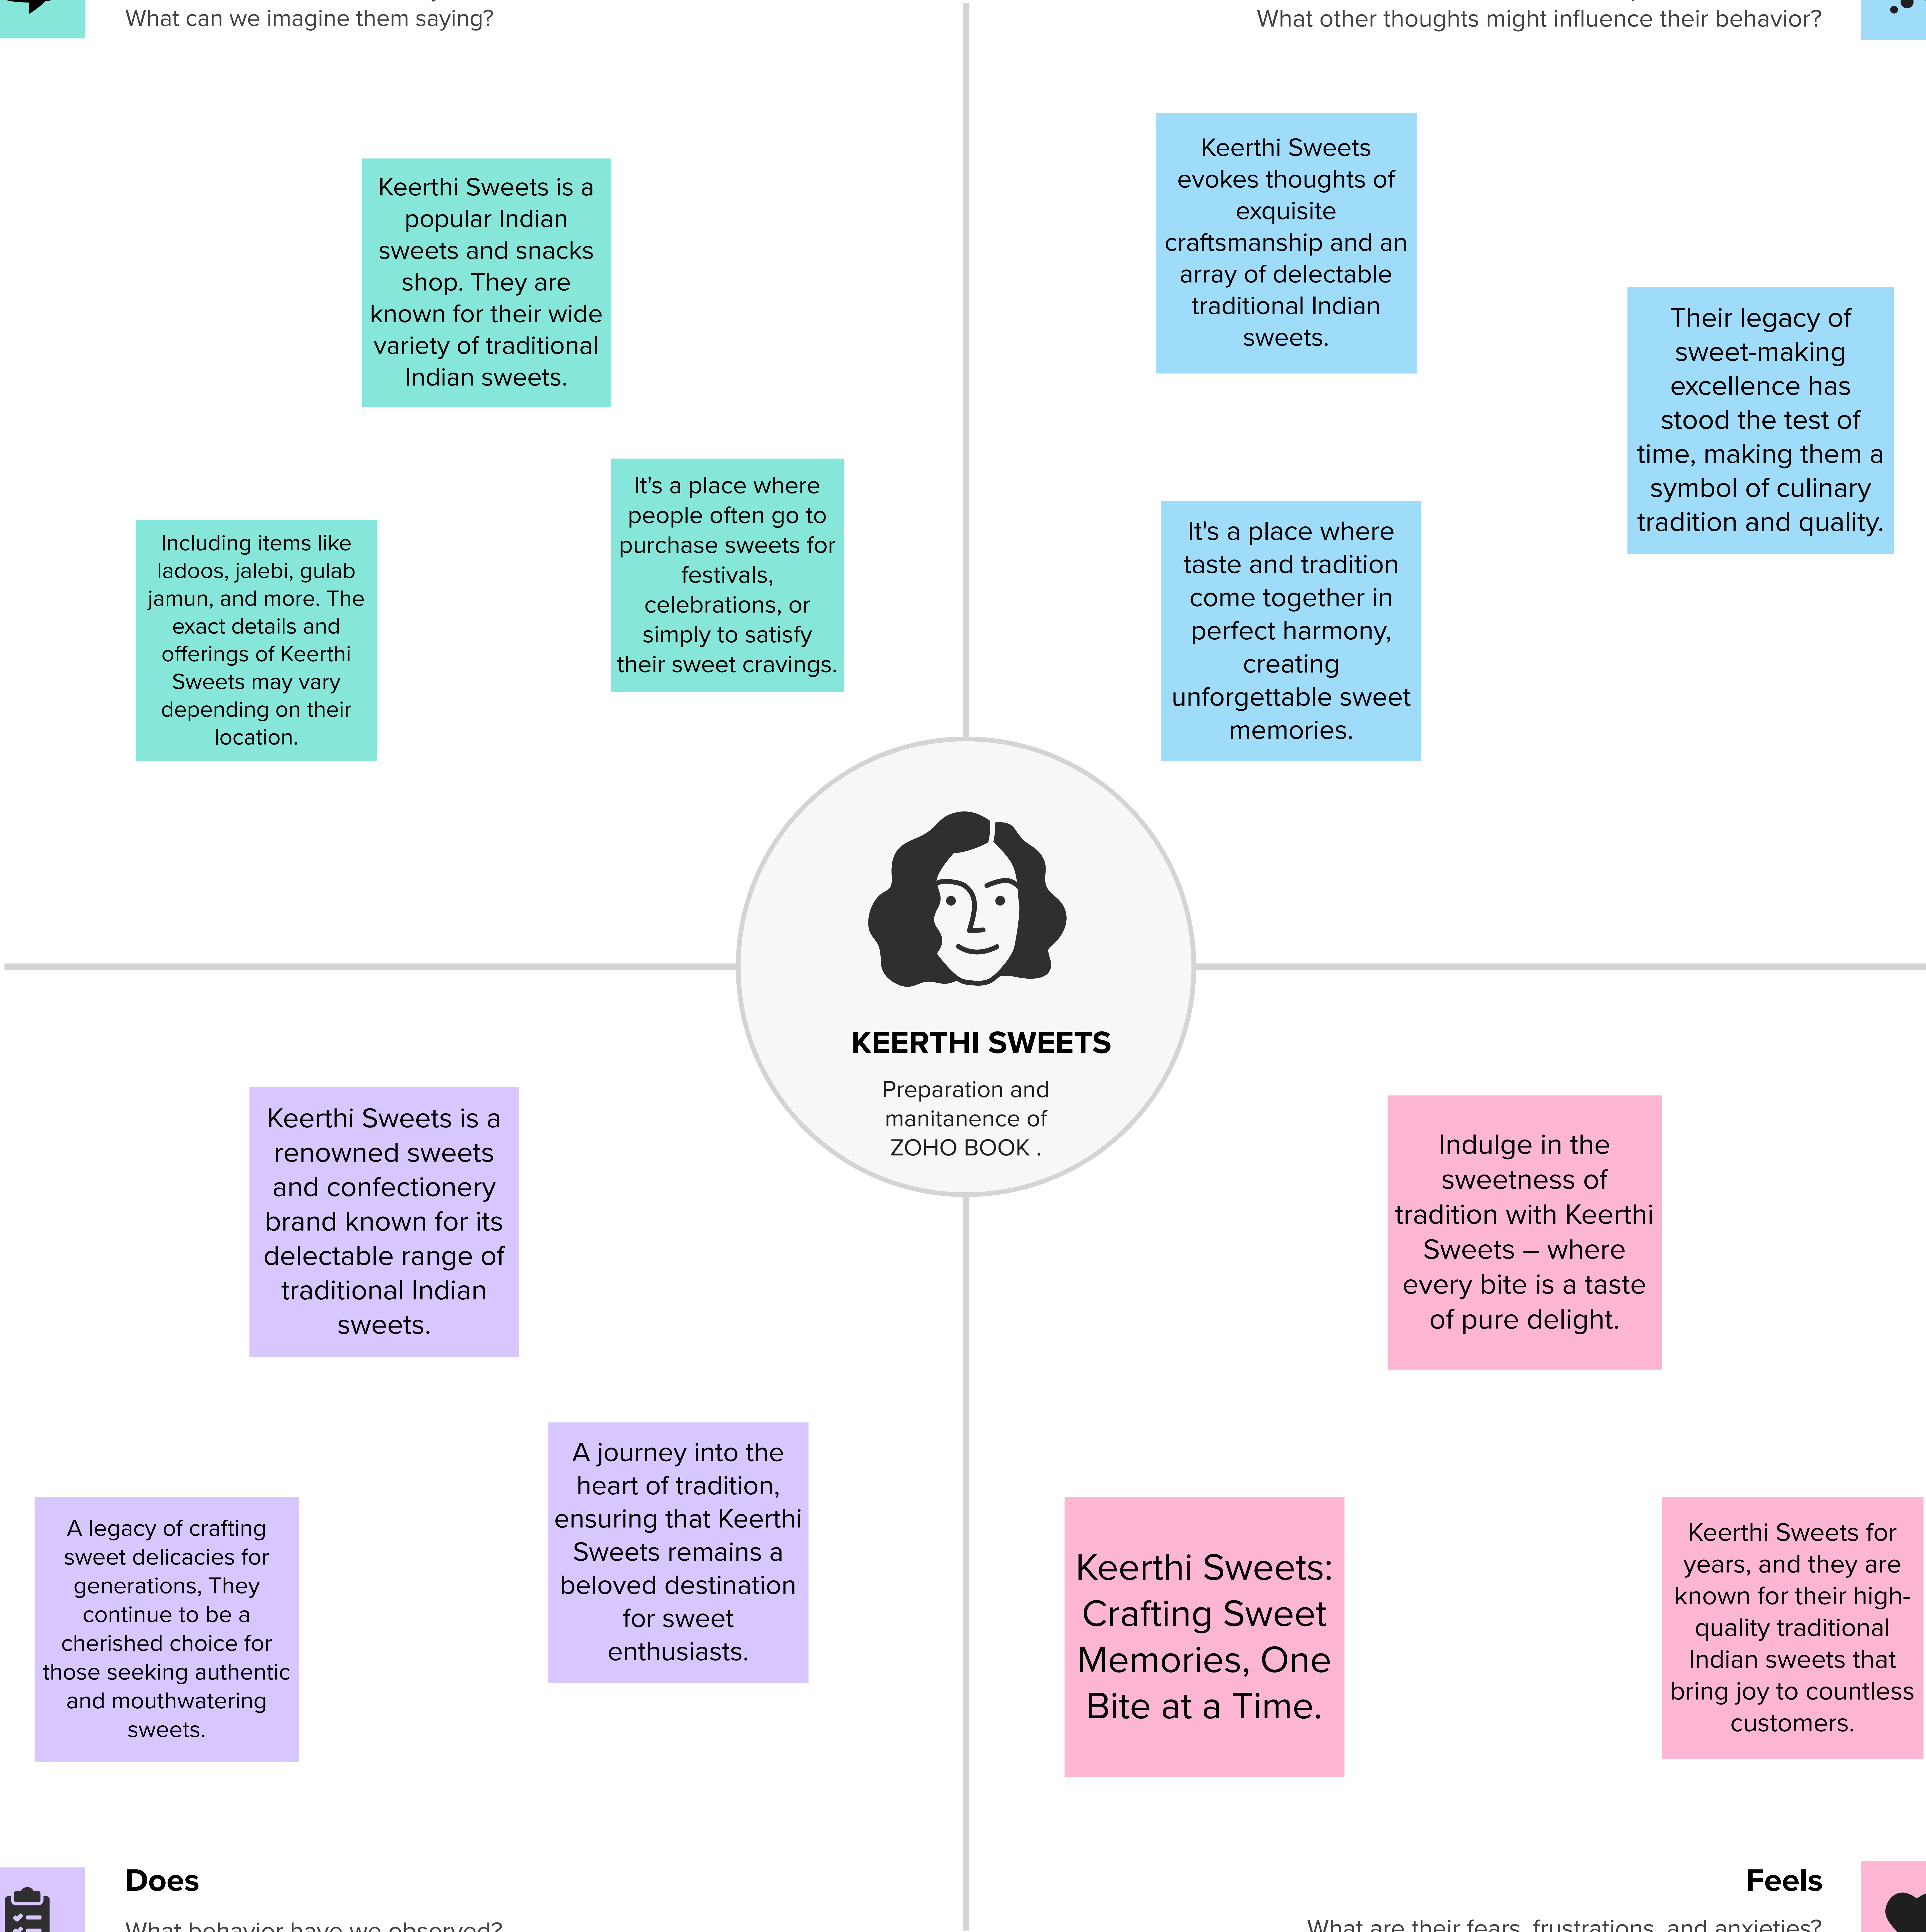 What can we imagine them saying?
What other thoughts might influence their behavior?
Keerthi Sweets is a
popular Indian
sweets and snacks
shop. They are
known for their wide
variety of traditional
Indian sweets.
Including items like
ladoos, jalebi, gulab
jamun, and more. The
exact details and
offerings of Keerthi
Sweets may vary
depending on their
location.
It's a place where
people often go to
purchase sweets for
festivals,
celebrations, or
simply to satisfy
their sweet cravings.
Keerthi Sweets
evokes thoughts of
exquisite
craftsmanship and an
array of delectable
traditional Indian
sweets.
Their legacy of
sweet-making
excellence has
stood the test of
time, making them a
symbol of culinary
tradition and quality.
It's a place where
taste and tradition
come together in
perfect harmony,
creating
unforgettable sweet
memories.
KEERTHI SWEETS
Preparation and
manitanence of
ZOHO BOOK .
Keerthi Sweets is a
renowned sweets
and confectionery
brand known for its
delectable range of
traditional Indian
sweets.
A legacy of crafting
sweet delicacies for
generations, They
continue to be a
cherished choice for
those seeking authentic
and mouthwatering
sweets.
A journey into the
heart of tradition,
ensuring that Keerthi
Sweets remains a
beloved destination
for sweet
enthusiasts.
Indulge in the
sweetness of
tradition with Keerthi
Sweets – where
every bite is a taste
of pure delight.
Keerthi Sweets:
Crafting Sweet
Memories, One
Bite at a Time.
Keerthi Sweets for
years, and they are
known for their high-
quality traditional
Indian sweets that
bring joy to countless
customers.
Does
What behavior have we observed?
Feels
What are their fears, frustrations, and anxieties?